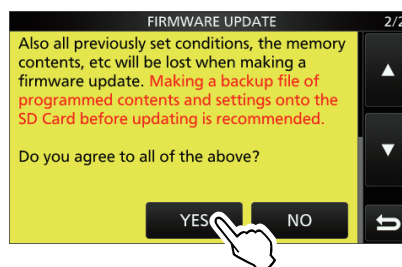 FIRMWARE UPDATE 2/2
Also all previously set conditions, the memory
contents, etc will be lost when making a
firmware update. Making a backup file of
programmed contents and settings onto the
SD Card before updating is recommended.
Do you agree to all of the above?
YES NO